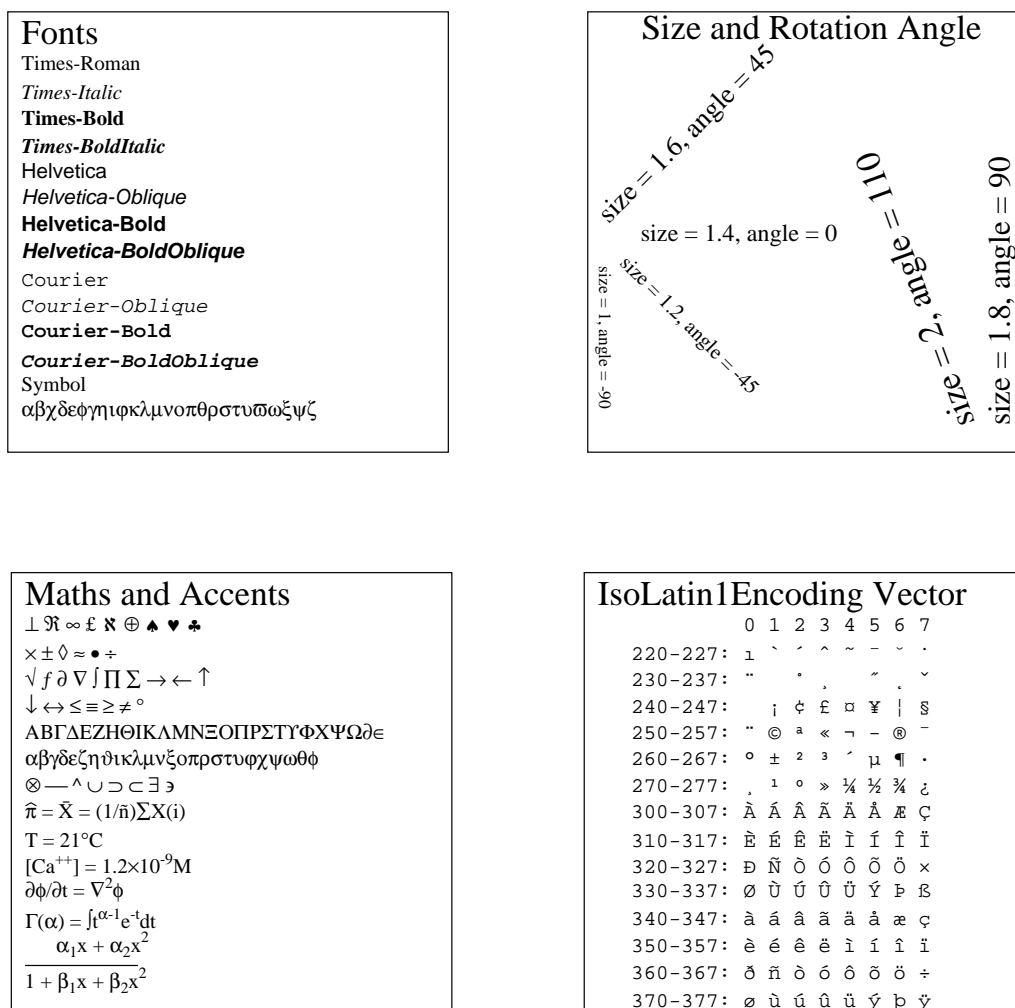 Fonts
Times-Roman
Times-Italic
Times-Bold
Times-BoldItalic
Helvetica
Helvetica-Oblique
Helvetica-Bold
Helvetica-BoldOblique
Courier
Courier-Oblique
Courier-Bold
Courier-BoldOblique
Symbol
αβχδεφγηιφκλμνοπθρστυϖωξψζ
Size and Rotation Angle
size = 1.6, angle = 45
size = 1.4, angle = 0
size = 1.2, angle = -45
size = 1, angle = -90
size = 2, angle = 110
size = 1.8, angle = 90
Maths and Accents
⊥ ℜ ∞ £ ℵ ⊕ ♠ ♥ ♣
× ± ◊ ≈ • ÷
√ ƒ ∂ ∇ ∫ ∏ ∑ → ← ↑
↓ ↔ ≤ ≡ ≥ ≠ °
ΑΒΓΔΕΖΗΘΙΚΛΜΝΞΟΠΡΣΤΥΦΧΨΩ∂∈
αβγδεζηϑικλμνξοπρστυφχψωθϕ
⊗ — ^ ∪ ⊃ ⊂ ∃ ϶
π̂ = X̄ = (1/ñ)∑X(i)
T = 21°C
[Ca⁺⁺] = 1.2×10⁻⁹M
∂ϕ/∂t = ∇²ϕ
Γ(α) = ∫t^α-1 e^-t dt
α₁x + α₂x²
1 + β₁x + β₂x²
IsoLatin1Encoding Vector
0 1 2 3 4 5 6 7
220-227: ı ` ´ ^ ~ ¯ ˘ ˙
230-237: ¨ ˚ ¸ ˝ ˛ ˇ
240-247: ¡ ¢ £ ¤ ¥ ¦ §
250-257: ¨ © ª « ¬ - ® ¯
260-267: ° ± ² ³ ´ µ ¶ ·
270-277: ¸ ¹ º » ¼ ½ ¾ ¿
300-307: À Á Â Ã Ä Å Æ Ç
310-317: È É Ê Ë Ì Í Î Ï
320-327: Ð Ñ Ò Ó Ô Õ Ö ×
330-337: Ø Ù Ú Û Ü Ý Þ ß
340-347: à á â ã ä å æ ç
350-357: è é ê ë ì í î ï
360-367: ð ñ ò ó ô õ ö ÷
370-377: ø ù ú û ü ý þ ÿ